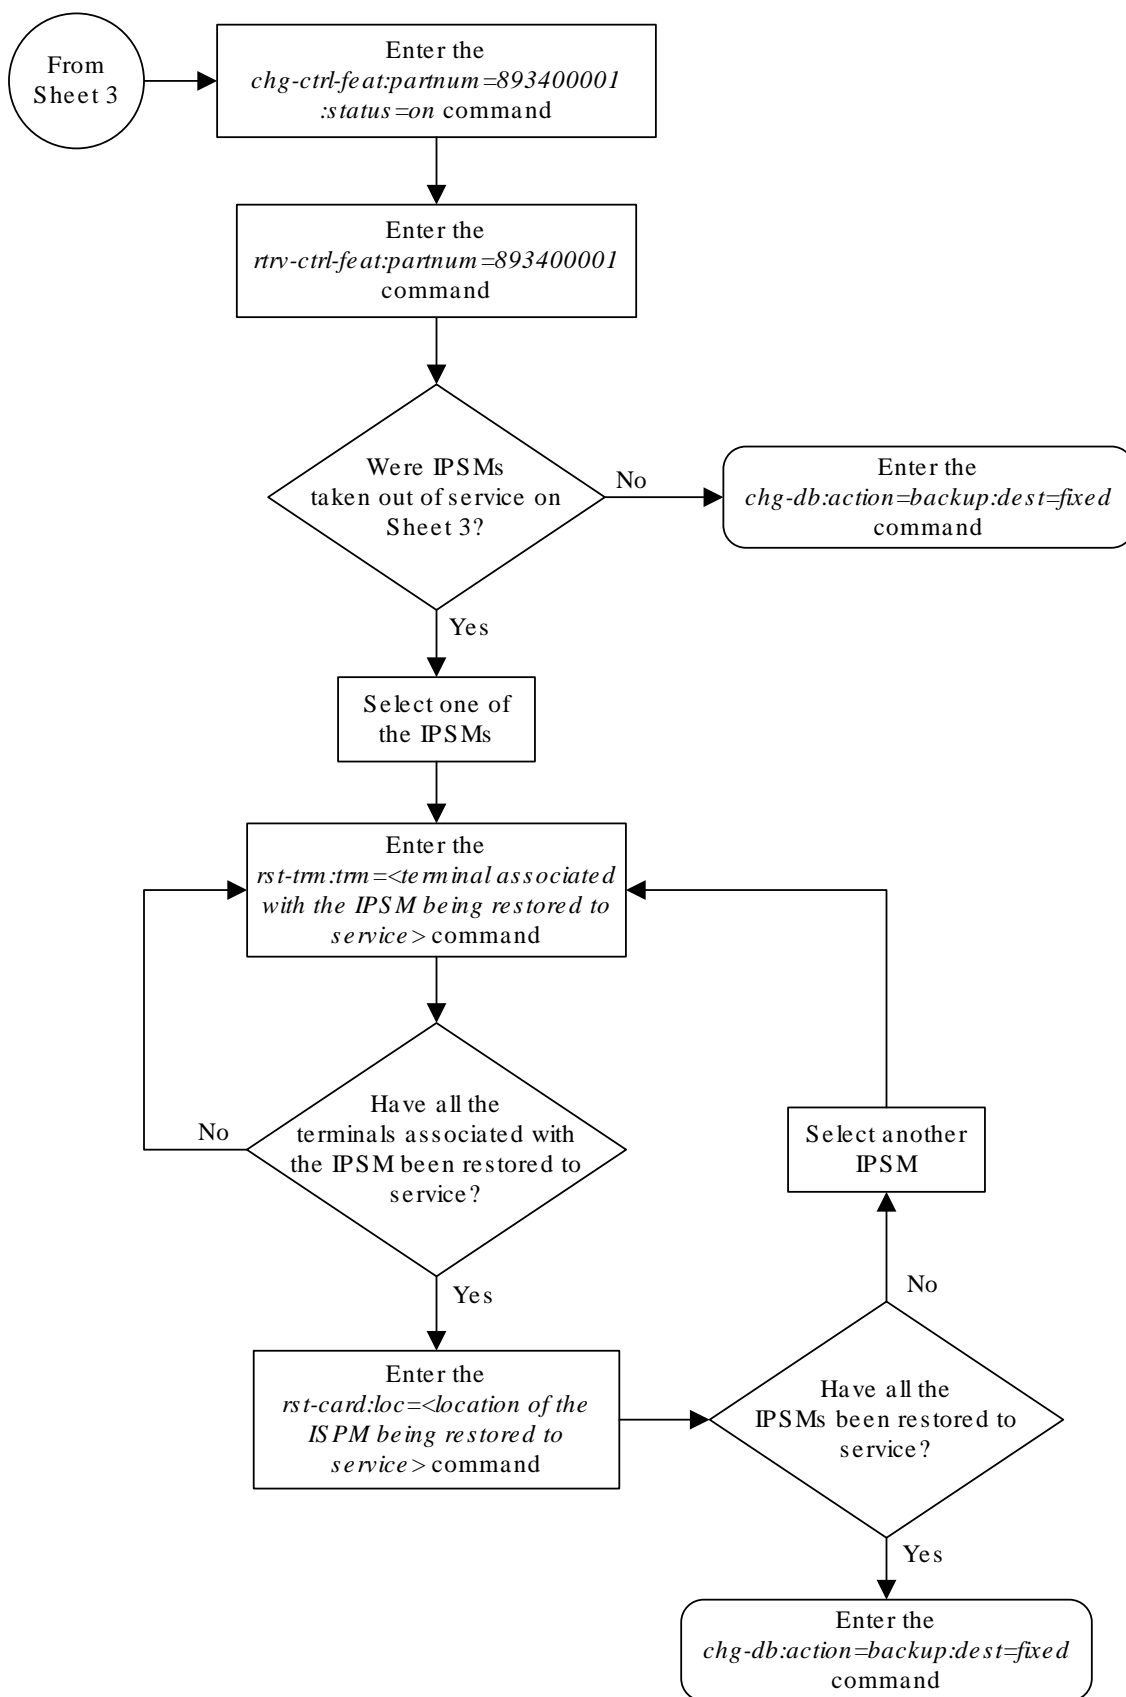 From
Sheet 3
Enter the
chg-ctrl-feat:partnum=893400001
:status=on command
Enter the
rtrv-ctrl-feat:partnum=893400001
command
Were IPSMs
taken out of service on
Sheet 3?
No
Enter the
chg-db:action=backup:dest=fixed
command
Yes
Select one of
the IPSMs
Enter the
rst-trm:trm=<terminal associated
with the IPSM being restored to
service> command
Have all the
terminals associated with
the IPSM been restored to
service?
No
Yes
Select another
IPSM
No
Enter the
rst-card:loc=<location of the
ISPM being restored to
service> command
Have all the
IPSMs been restored to
service?
Yes
Enter the
chg-db:action=backup:dest=fixed
command